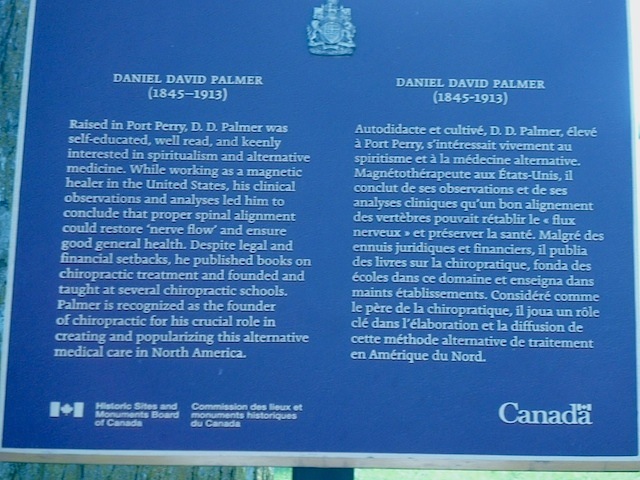 DANIEL DAVID PALMER
(1845–1913)
Raised in Port Perry, D. D. Palmer was
self-educated, well read, and keenly
interested in spiritualism and alternative
medicine. While working as a magnetic
healer in the United States, his clinical
observations and analyses led him to
conclude that proper spinal alignment
could restore ‘nerve flow’ and ensure
good general health. Despite legal and
financial setbacks, he published books on
chiropractic treatment and founded and
taught at several chiropractic schools.
Palmer is recognized as the founder
of chiropractic for his crucial role in
creating and popularizing this alternative
medical care in North America.
DANIEL DAVID PALMER
(1845-1913)
Autodidacte et cultivé, D. D. Palmer, élevé
à Port Perry, s'intéressait vivement au
spiritisme et à la médecine alternative.
Magnétothérapeute aux États-Unis, il
conclut de ses observations et de ses
analyses cliniques qu'un bon alignement
des vertèbres pouvait rétablir le « flux
nerveux » et préserver la santé. Malgré des
ennuis juridiques et financiers, il publia
des livres sur la chiropratique, fonda des
écoles dans ce domaine et enseigna dans
maints établissements. Considéré comme
le père de la chiropratique, il joua un rôle
clé dans l'élaboration et la diffusion de
cette méthode alternative de traitement
en Amérique du Nord.
Historic Sites and
Monuments Board
of Canada
Commission des lieux et
monuments historiques
du Canada
Canada